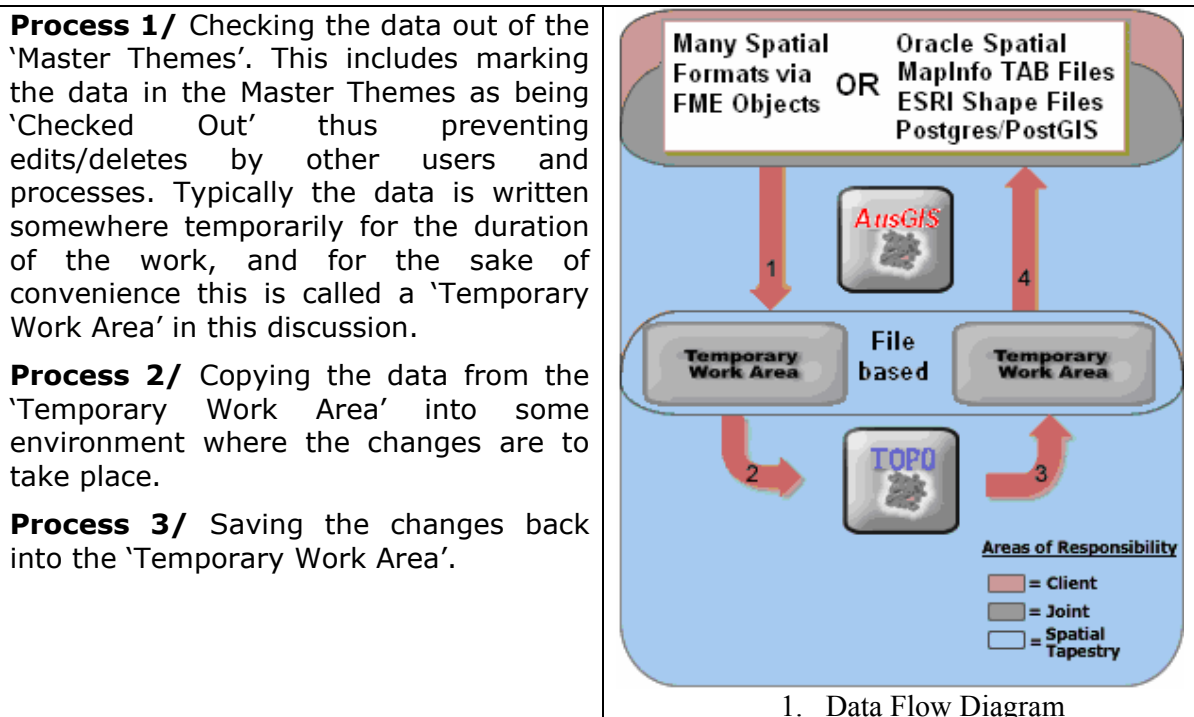 Process 1/ Checking the data out of the
‘Master Themes’. This includes marking
the data in the Master Themes as being
‘Checked Out’ thus preventing
edits/deletes by other users and
processes. Typically the data is written
somewhere temporarily for the duration
of the work, and for the sake of
convenience this is called a ‘Temporary
Work Area’ in this discussion.
Process 2/ Copying the data from the
‘Temporary Work Area’ into some
environment where the changes are to
take place.
Process 3/ Saving the changes back
into the ‘Temporary Work Area’.
Many Spatial
Formats via
FME Objects
OR
Oracle Spatial
MapInfo TAB Files
ESRI Shape Files
Postgres/PostGIS
AusGIS
1
4
Temporary
Work Area
File
based
Temporary
Work Area
2
TOPO
3
Areas of Responsibility
= Client
= Joint
= Spatial
Tapestry
1. Data Flow Diagram